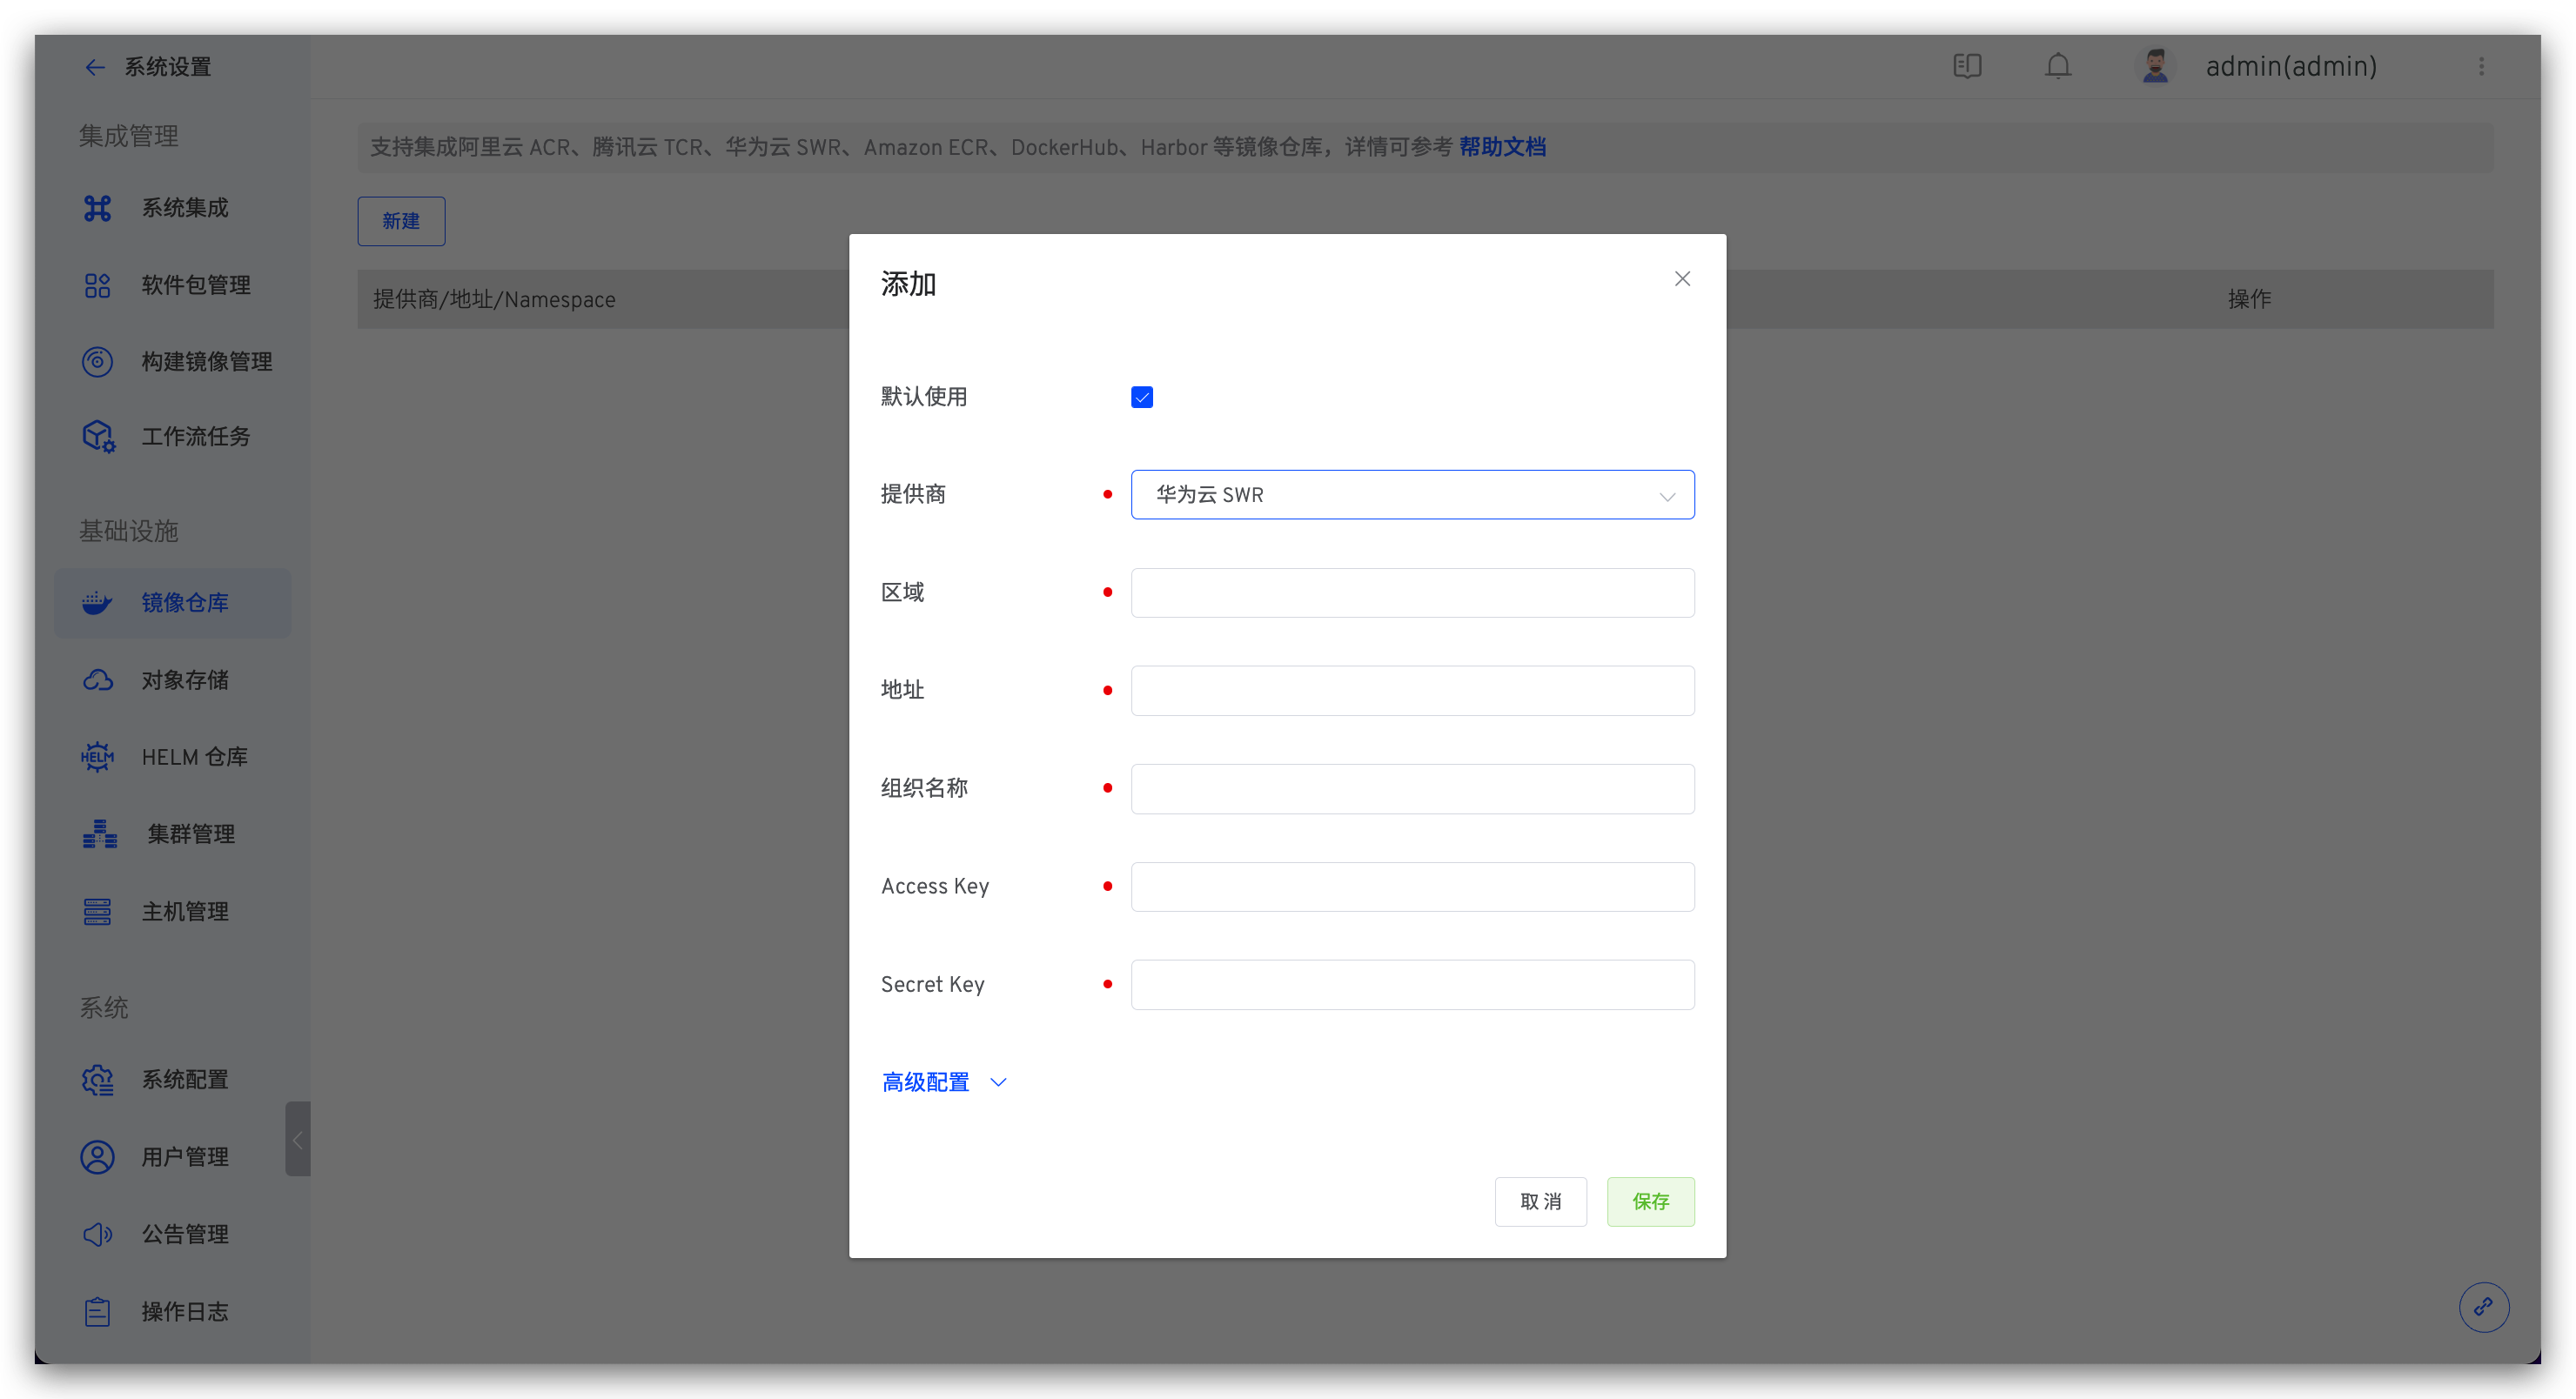 系统设置
admin(admin)
集成管理
系统集成
软件包管理
构建镜像管理
工作流任务
基础设施
镜像仓库
对象存储
HELM
HELM 仓库
集群管理
主机管理
系统
系统配置
用户管理
公告管理
操作日志
支持集成阿里云 ACR、腾讯云 TCR、华为云 SWR、Amazon ECR、DockerHub、Harbor 等镜像仓库，详情可参考 帮助文档
新建
提供商/地址/Namespace
操作
添加
默认使用
提供商
华为云 SWR
区域
地址
组织名称
Access Key
Secret Key
高级配置
取 消
保存